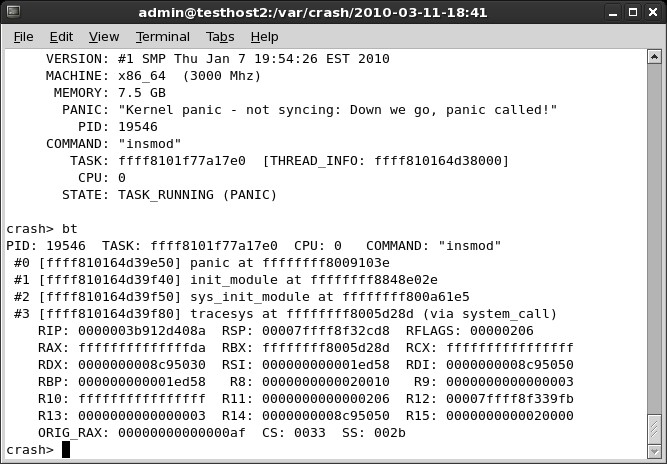 admin@testhost2:/var/crash/2010-03-11-18:41
File Edit View Terminal Tabs Help
VERSION: #1 SMP Thu Jan 7 19:54:26 EST 2010
MACHINE: x86_64  (3000 Mhz)
MEMORY: 7.5 GB
PANIC: "Kernel panic - not syncing: Down we go, panic called!"
PID: 19546
COMMAND: "insmod"
TASK: ffff8101f77a17e0  [THREAD_INFO: ffff810164d38000]
CPU: 0
STATE: TASK_RUNNING (PANIC)
crash> bt
PID: 19546  TASK: ffff8101f77a17e0  CPU: 0   COMMAND: "insmod"
#0 [ffff810164d39e50] panic at ffffffff8009103e
#1 [ffff810164d39f40] init_module at ffffffff8848e02e
#2 [ffff810164d39f50] sys_init_module at ffffffff800a61e5
#3 [ffff810164d39f80] tracesys at ffffffff8005d28d (via system_call)
RIP: 0000003b912d408a  RSP: 00007ffff8f32cd8  RFLAGS: 00000206
RAX: ffffffffffffffda  RBX: ffffffff8005d28d  RCX: ffffffffffffffff
RDX: 0000000008c95030  RSI: 000000000001ed58  RDI: 0000000008c95050
RBP: 000000000001ed58   R8: 0000000000020010   R9: 0000000000000003
R10: ffffffffffffffff  R11: 0000000000000206  R12: 00007ffff8f339fb
R13: 0000000000000003  R14: 0000000008c95050  R15: 0000000000020000
ORIG_RAX: 00000000000000af  CS: 0033  SS: 002b
crash>